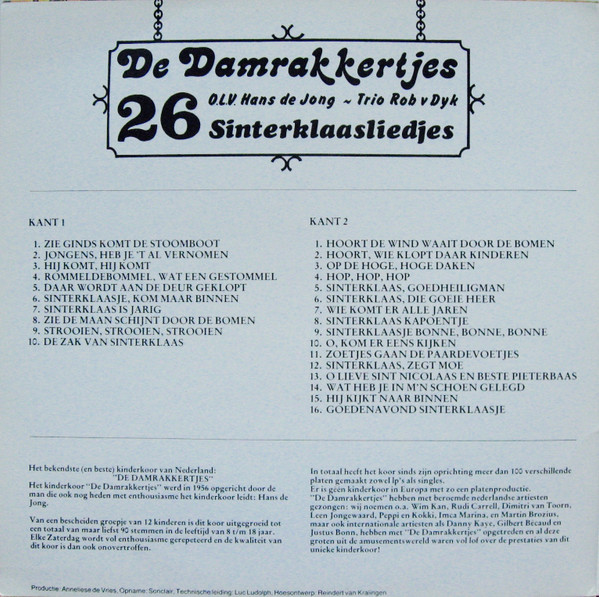 De Damrakkertjes
O.L.V. Hans de Jong ~ Trio Rob v Dyk
26 Sinterklaasliedjes
KANT 1
1. ZIE GINDS KOMT DE STOOMBOOT
2. JONGENS, HEB JE 'T AL VERNOMEN
3. HIJ KOMT, HIJ KOMT
4. ROMMELDEBOMMEL, WAT EEN GESTOMMEL
5. DAAR WORDT AAN DE DEUR GEKLOPT
6. SINTERKLAASJE, KOM MAAR BINNEN
7. SINTERKLAAS IS JARIG
8. ZIE DE MAAN SCHIJNT DOOR DE BOMEN
9. STROOIEN, STROOIEN, STROOIEN
10. DE ZAK VAN SINTERKLAAS
KANT 2
1. HOORT DE WIND WAAIT DOOR DE BOMEN
2. HOORT, WIE KLOPT DAAR KINDEREN
3. OP DE HOGE, HOGE DAKEN
4. HOP, HOP, HOP
5. SINTERKLAAS, GOEDHEILIGMAN
6. SINTERKLAAS, DIE GOEIE HEER
7. WIE KOMT ER ALLE JAREN
8. SINTERKLAAS KAPOENTJE
9. SINTERKLAASJE BONNE, BONNE, BONNE
10. O, KOM ER EENS KIJKEN
11. ZOETJES GAAN DE PAARDEVOETJES
12. SINTERKLAAS, ZEGT MOE
13. O LIEVE SINT NICOLAAS EN BESTE PIETERBAAS
14. WAT HEB JE IN M'N SCHOEN GELEGD
15. HIJ KIJKT NAAR BINNEN
16. GOEDENAVOND SINTERKLAASJE
Het bekendste (en beste) kinderkoor van Nederland:
"DE DAMRAKKERTJES"
Het kinderkoor "De Damrakkertjes" werd in 1956 opgericht door de
man die ook nog heden met enthousiasme het kinderkoor leidt: Hans de
Jong.
Van een bescheiden groepje van 12 kinderen is dit koor uitgegroeid tot
een totaal van maar liefst 90 stemmen in de leeftijd van 8 t/m 18 jaar.
Elke Zaterdag wordt vol enthousiasme gerepeteerd en de kwaliteit van
dit koor is dan ook onovertroffen.
In totaal heeft het koor sinds zijn oprichting meer dan 100 verschillende
platen gemaakt zowel lp's als singles.
Er is géén kinderkoor in Europa met zo een platenproductie.
"De Damrakkertjes" hebben met beroemde nederlandse artiesten
gezongen: wij noemen o.a. Wim Kan, Rudi Carrell, Dimitri van Toorn,
Leen Jongewaard, Peppi en Kokki, Imca Marina, en Martin Brozius,
maar ook internationale artiesten als Danny Kaye, Gilbert Bécaud en
Justus Bonn, hebben met "De Damrakkertjes" opgetreden en al deze
groten uit de amusementswereld waren vol lof over de prestaties van dit
unieke kinderkoor!
Productie: Anneliese de Vries, Opname: Sonclair, Technische leiding: Luc Ludolph, Hoesontwerp: Reindert van Kralingen